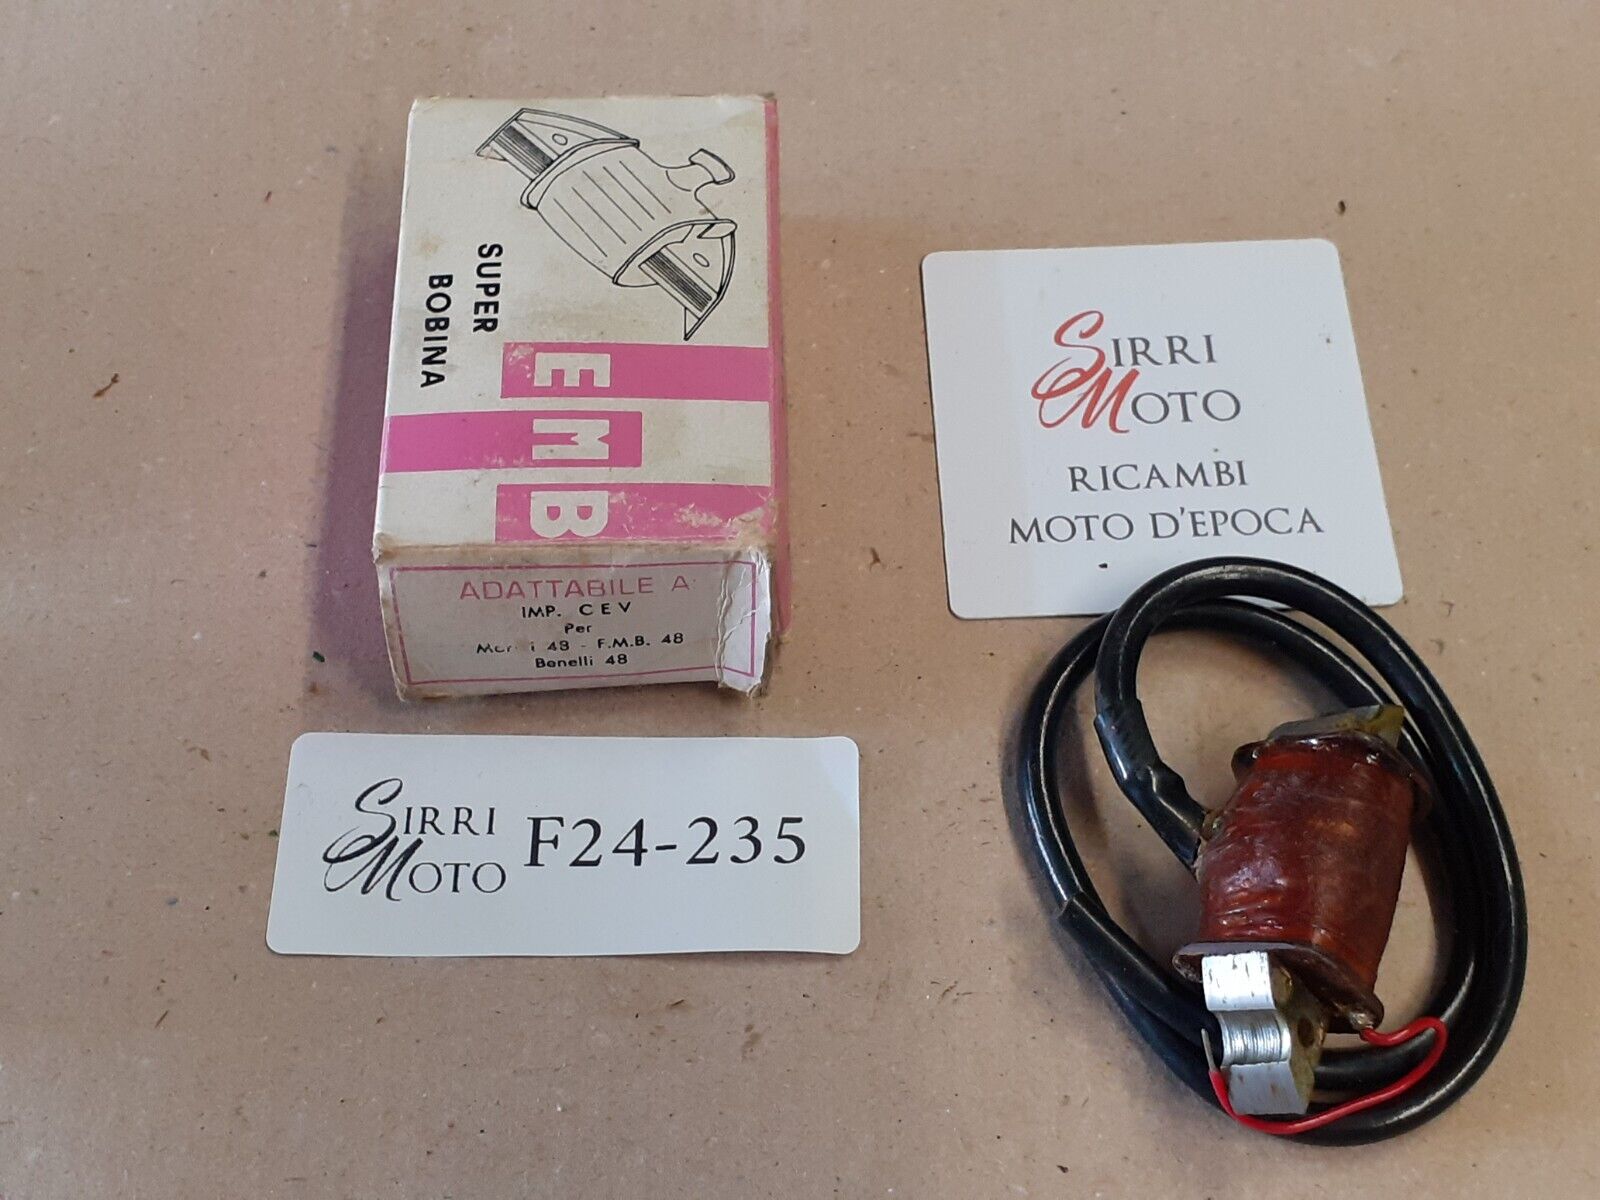 SUPER
BOBINA
EMB
ADATTABILE A:
IMP. CEV
Per
48 - F.M.B. 48
Benelli 48
SIRRI
MOTO
RICAMBI
MOTO D'EPOCA
SIRRI
MOTO
F24-235